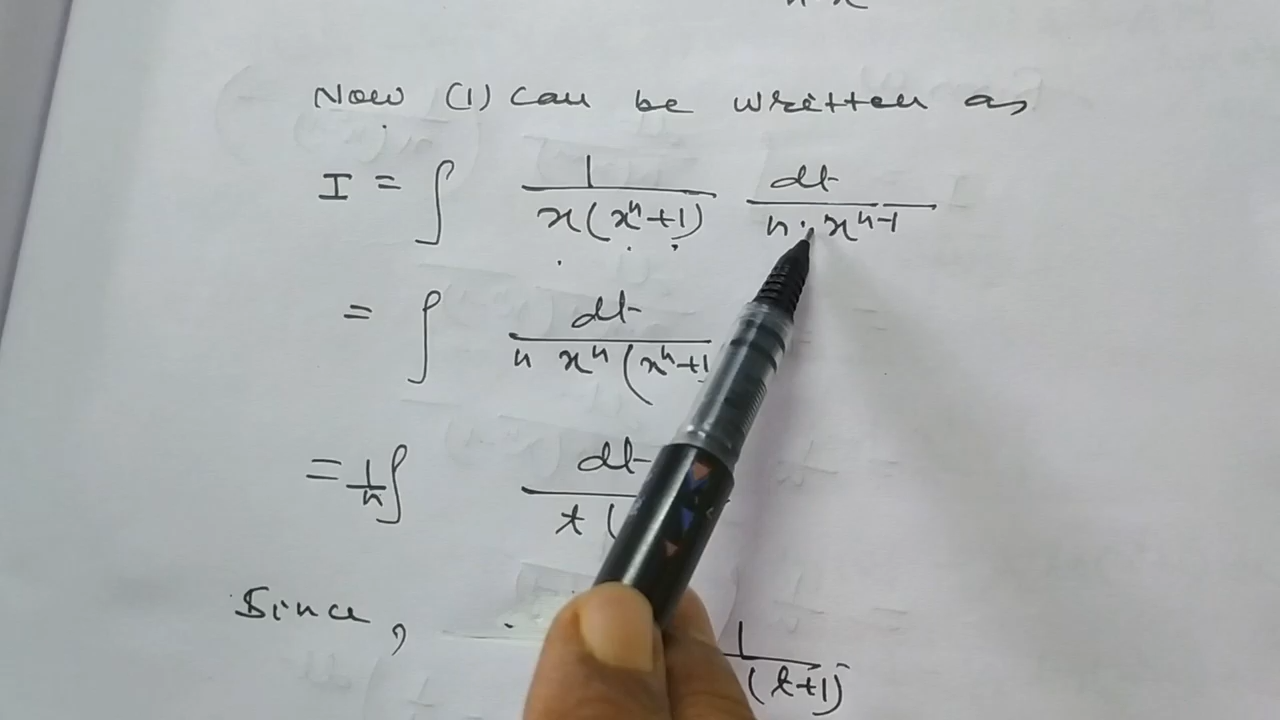 n x
Now (1) can be written as
I = ∫ 1/(x(xⁿ+1)) dt/(n·xⁿ⁻¹)
= ∫ dt/(n xⁿ(xⁿ+1
= 1/n ∫ dt/(t (
Since, 1/(t+1)